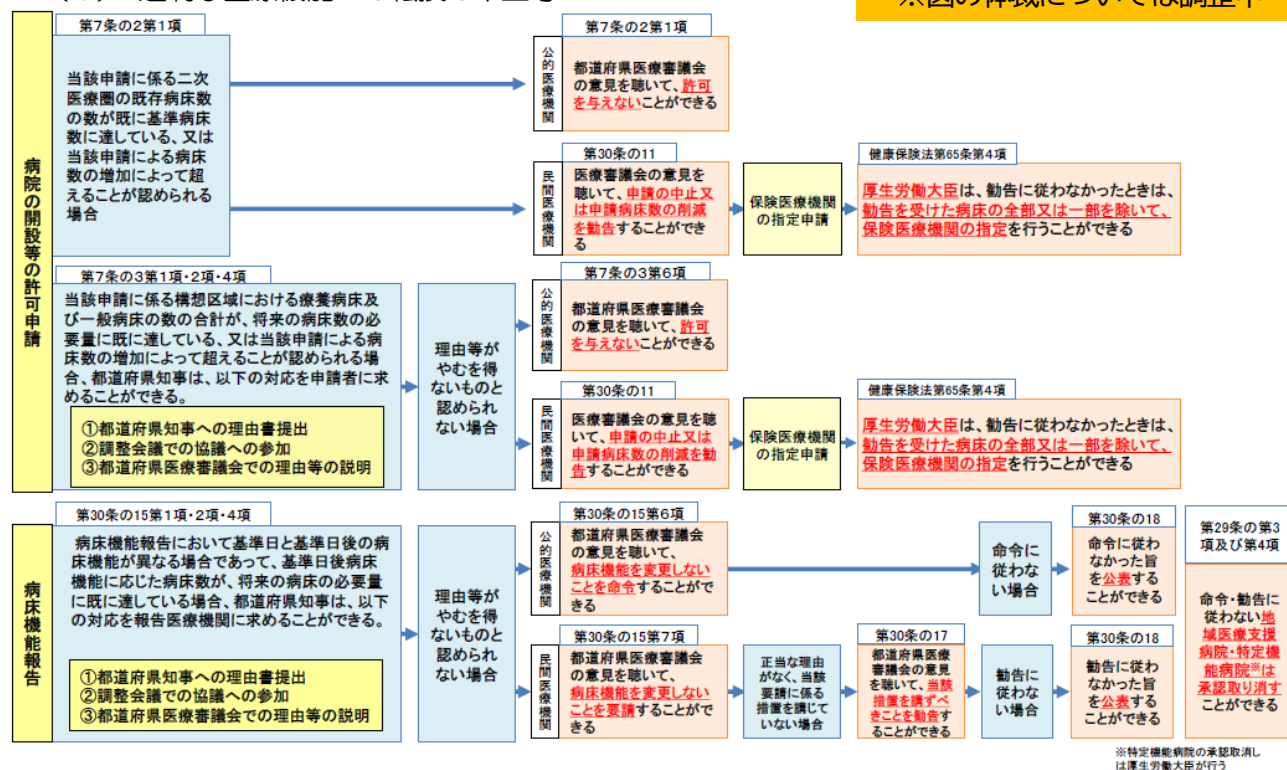 ※図の体裁については調整中
病院の開設等の許可申請
第7条の2第1項
当該申請に係る二次
医療圏の既存病床数
の数が既に基準病床
数に達している、又は
当該申請による病床
数の増加によって超
えることが認められる
場合
第7条の2第1項
公的医療機関
都道府県医療審議会
の意見を聴いて、許可
を与えないことができる
第30条の11
民間医療機関
医療審議会の意見を
聴いて、申請の中止又
は申請病床数の削減
を勧告することができ
る
保険医療機関
の指定申請
健康保険法第65条第4項
厚生労働大臣は、勧告に従わなかったときは、
勧告を受けた病床の全部又は一部を除いて、
保険医療機関の指定を行うことができる
第7条の3第1項・2項・4項
当該申請に係る構想区域における療養病床及
び一般病床の数の合計が、将来の病床数の必
要量に既に達している、又は当該申請による病
床数の増加によって超えることが認められる場
合、都道府県知事は、以下の対応を申請者に求
めることができる。
①都道府県知事への理由書提出
②調整会議での協議への参加
③都道府県医療審議会での理由等の説明
理由等が
やむを得
ないものと
認められ
ない場合
第7条の3第6項
公的医療機関
都道府県医療審議会
の意見を聴いて、許可
を与えないことができる
第30条の11
民間医療機関
医療審議会の意見を聴
いて、申請の中止又は
申請病床数の削減を勧
告することができる
保険医療機関
の指定申請
健康保険法第65条第4項
厚生労働大臣は、勧告に従わなかったときは、
勧告を受けた病床の全部又は一部を除いて、
保険医療機関の指定を行うことができる
病床機能報告
第30条の15第1項・2項・4項
病床機能報告において基準日と基準日後の病
床機能が異なる場合であって、基準日後病床
機能に応じた病床数が、将来の病床の必要量
に既に達している場合、都道府県知事は、以下
の対応を報告医療機関に求めることができる。
①都道府県知事への理由書提出
②調整会議での協議への参加
③都道府県医療審議会での理由等の説明
理由等が
やむを得
ないものと
認められ
ない場合
第30条の15第6項
公的医療機関
都道府県医療審議会
の意見を聴いて、
病床機能を変更しない
ことを命令することがで
きる
命令に
従わな
い場合
第30条の18
命令に従わ
なかった旨
を公表する
ことができる
第30条の15第7項
民間医療機関
都道府県医療審議会
の意見を聴いて、
病床機能を変更しない
ことを要請することがで
きる
正当な理由
がなく、当該
要請に係る
措置を講じて
いない場合
第30条の17
都道府県医療
審議会の意見
を聴いて、当該
措置を講ずべ
きことを勧告す
ることができる
勧告に
従わな
い場合
第30条の18
勧告に従わ
なかった旨
を公表する
ことができる
第29条の第3
項及び第4項
命令・勧告に
従わない地
域医療支援
病院・特定機
能病院※は
承認取り消す
ことができる
※特定機能病院の承認取消し
は厚生労働大臣が行う